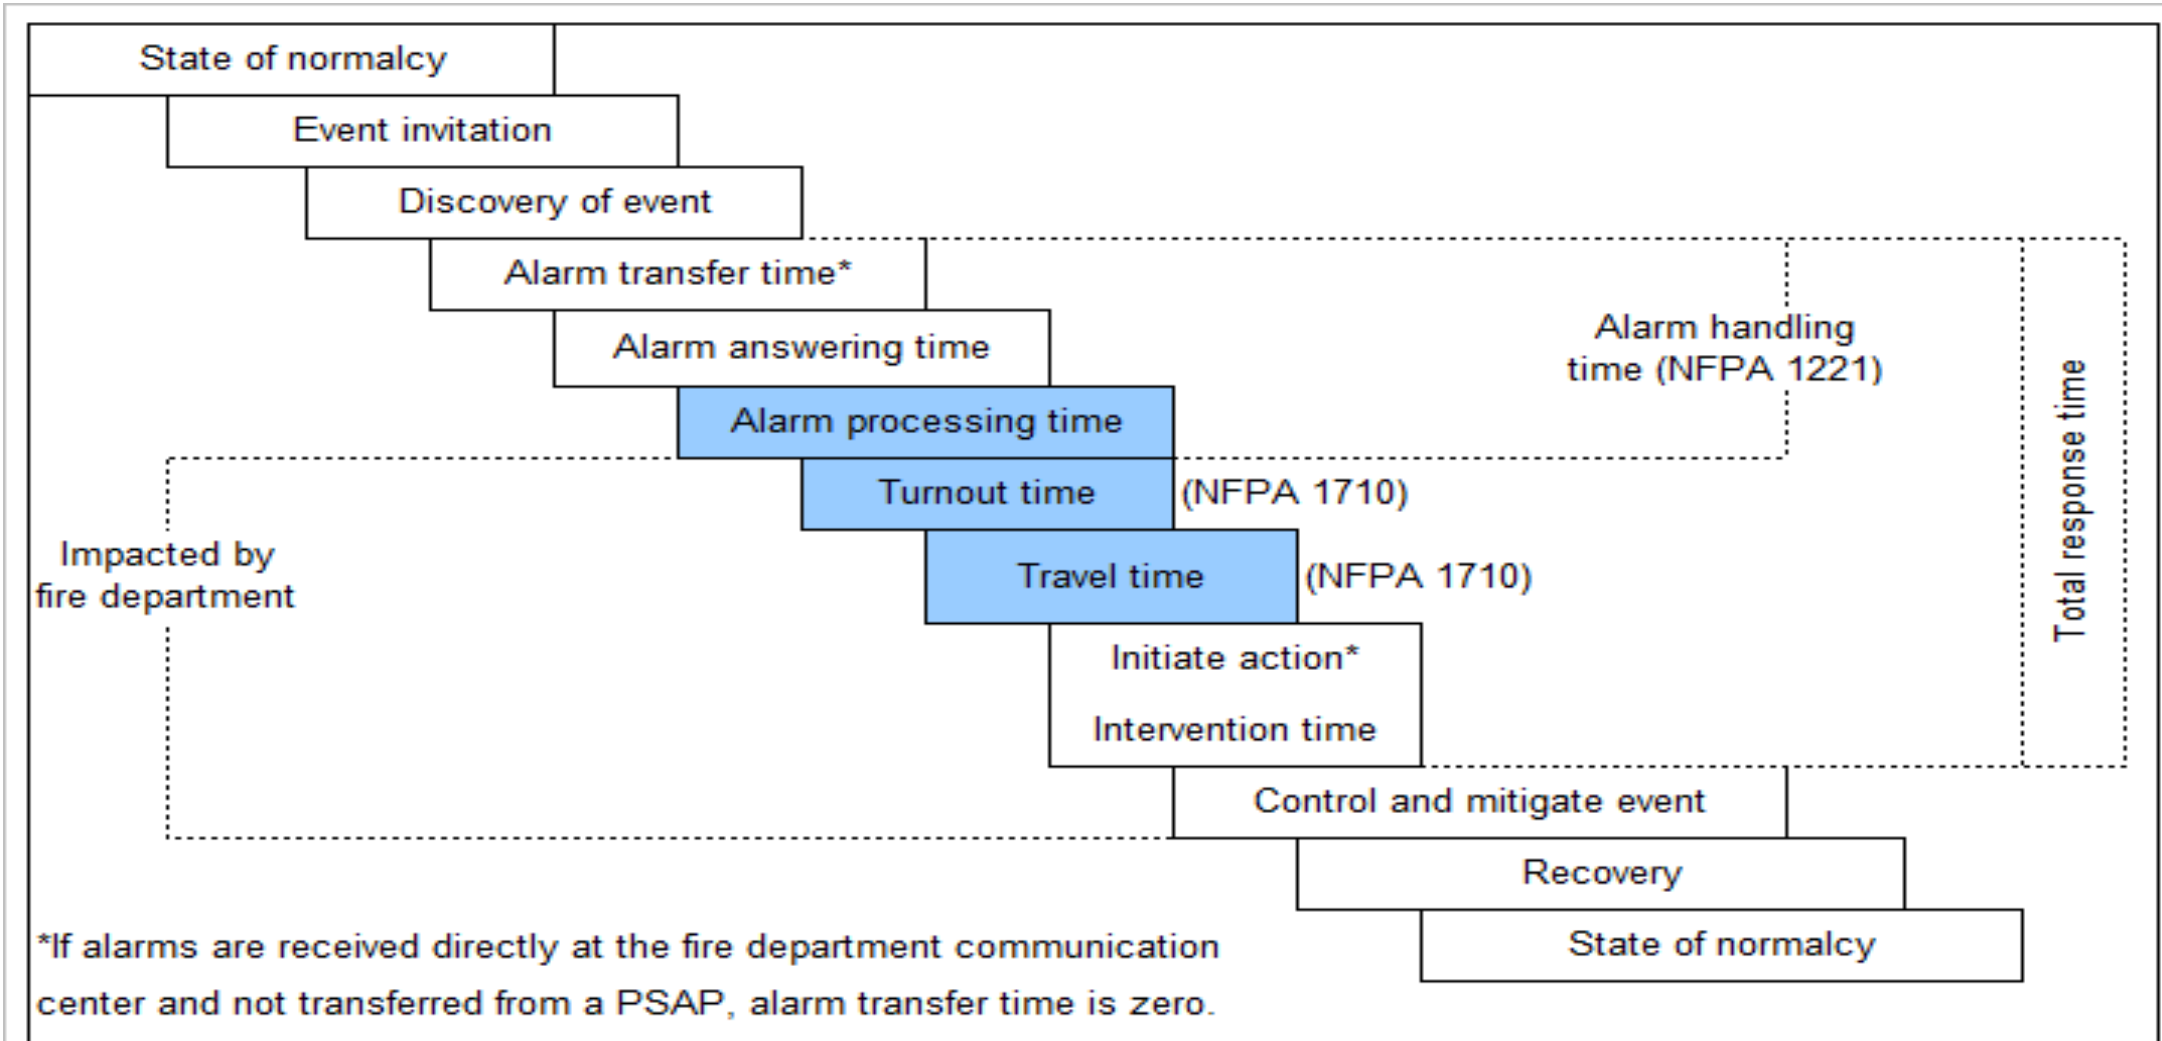 State of normalcy
Event invitation
Discovery of event
Alarm transfer time*
Alarm answering time
Alarm handling
time (NFPA 1221)
Alarm processing time
Turnout time (NFPA 1710)
Travel time (NFPA 1710)
Impacted by
fire department
Total response time
Initiate action*
Intervention time
Control and mitigate event
Recovery
State of normalcy
*If alarms are received directly at the fire department communication
center and not transferred from a PSAP, alarm transfer time is zero.